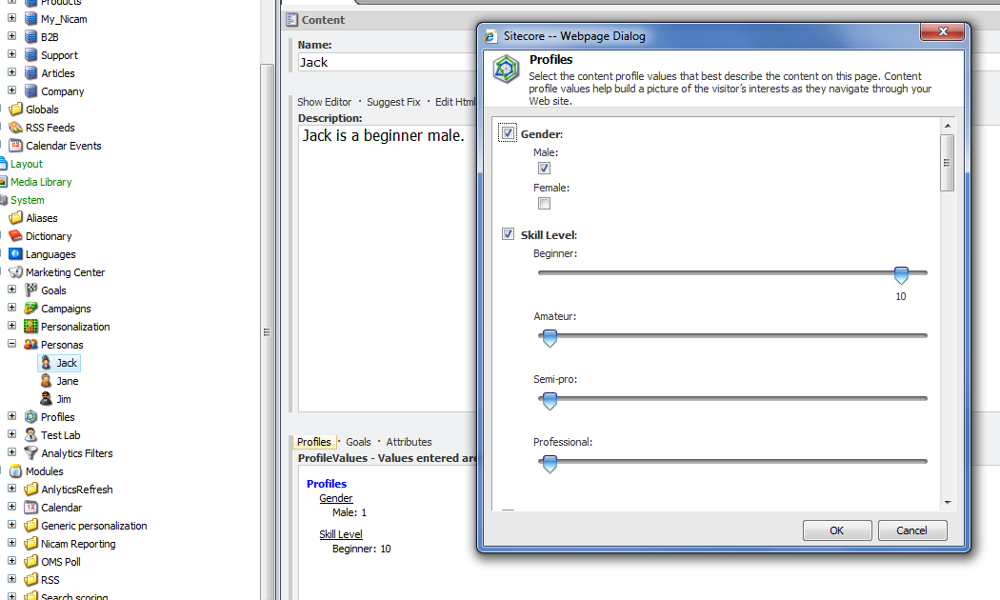 Products
My_Nicam
B2B
Support
Articles
Company
Globals
RSS Feeds
Calendar Events
Layout
Media Library
System
Aliases
Dictionary
Languages
Marketing Center
Goals
Campaigns
Personalization
Personas
Jack
Jane
Jim
Profiles
Test Lab
Analytics Filters
Modules
AnlyticsRefresh
Calendar
Generic personalization
Nicam Reporting
OMS Poll
RSS
Search scoring
Content
Name:
Jack
Show Editor · Suggest Fix · Edit Html
Description:
Jack is a beginner male.
Profiles · Goals · Attributes
ProfileValues - Values entered are
Profiles
Gender
Male: 1
Skill Level
Beginner: 10
Sitecore -- Webpage Dialog
Profiles
Select the content profile values that best describe the content on this page. Content
profile values help build a picture of the visitor's interests as they navigate through your
Web site.
Gender:
Male:
Female:
Skill Level:
Beginner:
10
Amateur:
Semi-pro:
Professional:
OK Cancel